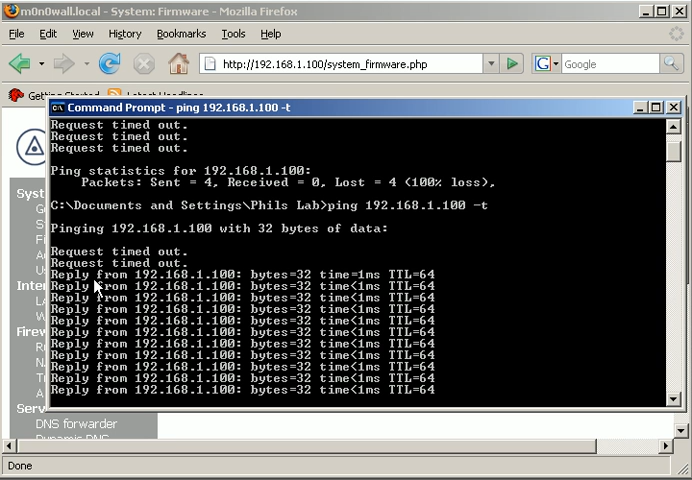 m0n0wall.local - System: Firmware - Mozilla Firefox
File Edit View History Bookmarks Tools Help
http://192.168.1.100/system_firmware.php
Google
Getting Started Latest Headlines
Command Prompt - ping 192.168.1.100 -t
Request timed out.
Request timed out.
Request timed out.
Ping statistics for 192.168.1.100:
Packets: Sent = 4, Received = 0, Lost = 4 (100% loss),
C:\Documents and Settings\Phils Lab>ping 192.168.1.100 -t
Pinging 192.168.1.100 with 32 bytes of data:
Request timed out.
Request timed out.
Reply from 192.168.1.100: bytes=32 time=1ms TTL=64
Reply from 192.168.1.100: bytes=32 time<1ms TTL=64
Reply from 192.168.1.100: bytes=32 time<1ms TTL=64
Reply from 192.168.1.100: bytes=32 time<1ms TTL=64
Reply from 192.168.1.100: bytes=32 time<1ms TTL=64
Reply from 192.168.1.100: bytes=32 time<1ms TTL=64
Reply from 192.168.1.100: bytes=32 time<1ms TTL=64
Reply from 192.168.1.100: bytes=32 time<1ms TTL=64
Reply from 192.168.1.100: bytes=32 time<1ms TTL=64
Reply from 192.168.1.100: bytes=32 time<1ms TTL=64
Reply from 192.168.1.100: bytes=32 time<1ms TTL=64
Syst
Inter
Firew
Serv
DNS forwarder
Dynamic DNS
Done